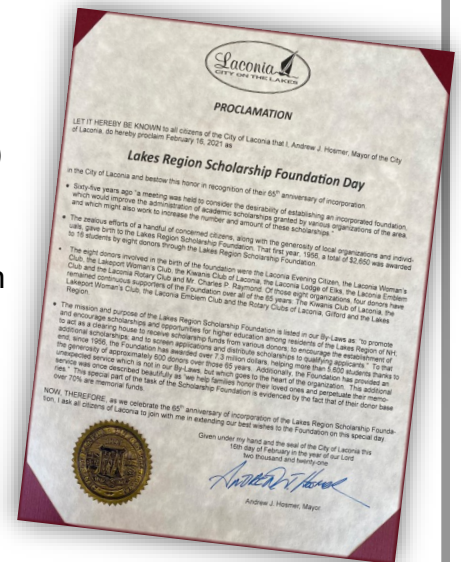 Laconia
CITY ON THE LAKES
PROCLAMATION
LET IT HEREBY BE KNOWN to all citizens of the City of Laconia that I, Andrew J. Hosmer, Mayor of the City
of Laconia, do hereby proclaim February 16, 2021 as
Lakes Region Scholarship Foundation Day
in the City of Laconia and bestow this honor in recognition of their 65th anniversary of incorporation.
• Sixty-five years ago "a meeting was held to consider the desirability of establishing an incorporated foundation,
which would improve the administration of academic scholarships granted by various organizations of the area,
and which might also work to increase the number and amount of these scholarships."
• The zealous efforts of a handful of concerned citizens, along with the generosity of local organizations and individ-
uals, gave birth to the Lakes Region Scholarship Foundation. That first year, 1956, a total of $2,650 was awarded
to 16 students by eight donors through the Lakes Region Scholarship Foundation.
• The eight donors involved in the birth of the foundation were the Laconia Evening Citizen, the Laconia Woman's
Club, the Lakeport Woman's Club, the Kiwanis Club of Laconia, the Laconia Lodge of Elks, the Laconia Emblem
Club and the Laconia Rotary Club and Mr. Charles P. Raymond. Of those eight organizations, four donors have
remained continuous supporters of the Foundation over all of the 65 years. The Kiwanis Club of Laconia, the
Lakeport Woman's Club, the Laconia Emblem Club and the Rotary Clubs of Laconia, Gilford and the Lakes
Region.
• The mission and purpose of the Lakes Region Scholarship Foundation is listed in our By-Laws as "to promote
and encourage scholarships and opportunities for higher education among residents of the Lakes Region of NH;
to act as a clearing house to receive scholarship funds from various donors; to encourage the establishment of
additional scholarships; and to screen applications and distribute scholarships to qualifying applicants." To that
end, since 1956, the Foundation has awarded over 7.3 million dollars, helping more than 5,600 students thanks to
the generosity of approximately 500 donors over those 65 years. Additionally, the Foundation has provided an
unexpected service which is not in our By-Laws, but which goes to the heart of the organization. This additional
service was once described beautifully as "we help families honor their loved ones and perpetuate their memo-
ries." This special part of the task of the Scholarship Foundation is evidenced by the fact that of their donor base
over 70% are memorial funds.
NOW, THEREFORE, as we celebrate the 65th anniversary of incorporation of the Lakes Region Scholarship Founda-
tion, I ask all citizens of Laconia to join with me in extending our best wishes to the Foundation on this special day.
Given under my hand and the seal of the City of Laconia this
16th day of February in the year of our Lord
two thousand and twenty-one
Andrew J. Hosmer
Andrew J. Hosmer, Mayor